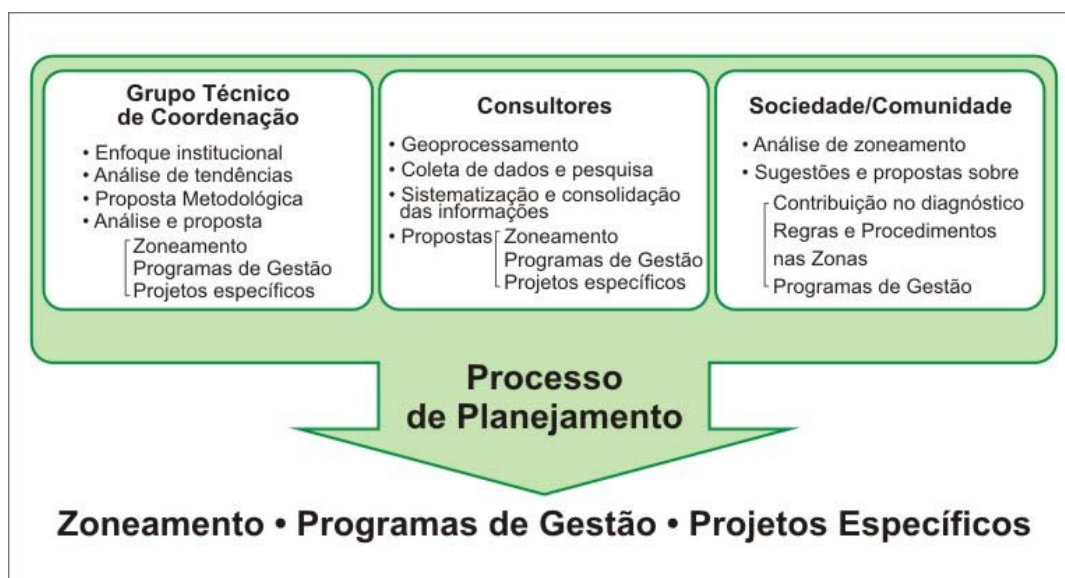 Grupo Técnico
de Coordenação
• Enfoque institucional
• Análise de tendências
• Proposta Metodológica
• Análise e proposta
Zoneamento
Programas de Gestão
Projetos específicos
Consultores
• Geoprocessamento
• Coleta de dados e pesquisa
• Sistematização e consolidação
das informações
• Propostas
Zoneamento
Programas de Gestão
Projetos específicos
Sociedade/Comunidade
• Análise de zoneamento
• Sugestões e propostas sobre
Contribuição no diagnóstico
Regras e Procedimentos
nas Zonas
Programas de Gestão
Processo
de Planejamento
Zoneamento • Programas de Gestão • Projetos Específicos